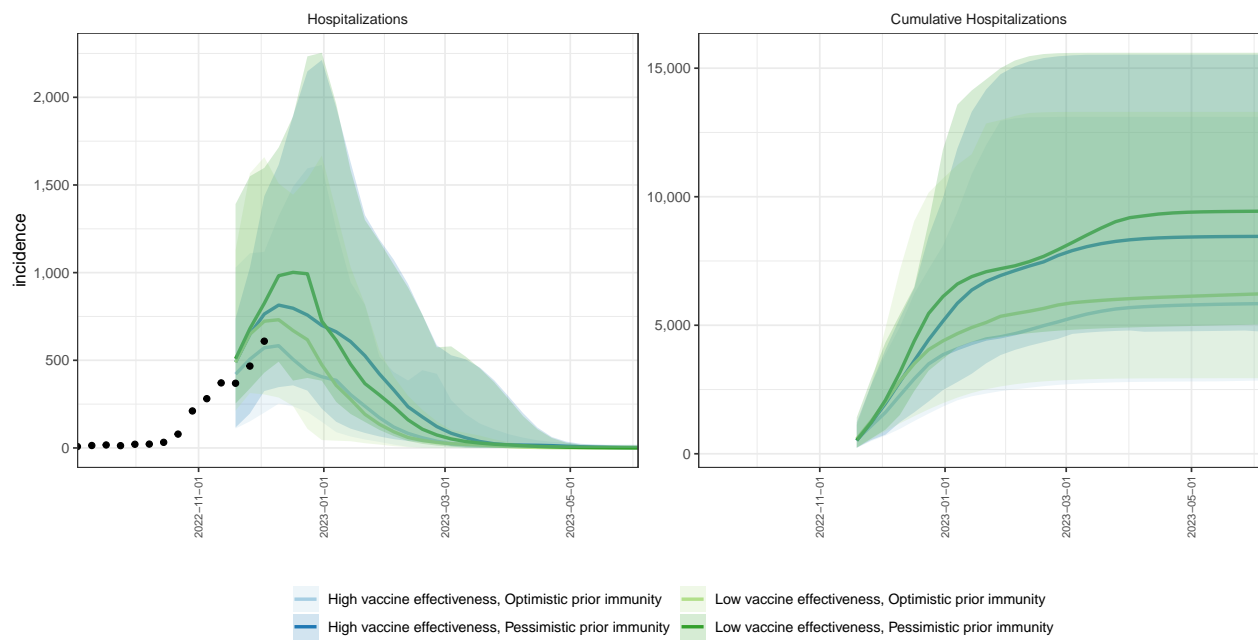 Hospitalizations
Cumulative Hospitalizations
incidence
2,000
1,500
1,000
500
0
15,000
10,000
5,000
0
2022−11−01
2023−01−01
2023−03−01
2023−05−01
2022−11−01
2023−01−01
2023−03−01
2023−05−01
High vaccine effectiveness, Optimistic prior immunity
Low vaccine effectiveness, Optimistic prior immunity
High vaccine effectiveness, Pessimistic prior immunity
Low vaccine effectiveness, Pessimistic prior immunity